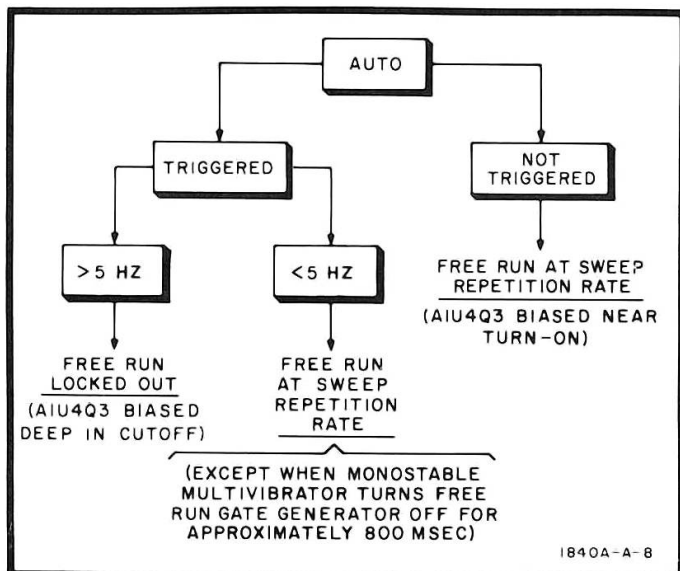 AUTO
TRIGGERED
NOT
TRIGGERED
>5 HZ
<5 HZ
FREE RUN AT SWEEP
REPETITION RATE
(A1U4Q3 BIASED NEAR
TURN-ON)
FREE RUN
LOCKED OUT
(A1U4Q3 BIASED
DEEP IN CUTOFF)
FREE RUN
AT SWEEP
REPETITION
RATE
(EXCEPT WHEN MONOSTABLE
MULTIVIBRATOR TURNS FREE
RUN GATE GENERATOR OFF FOR
APPROXIMATELY 800 MSEC)
1840A-A-8